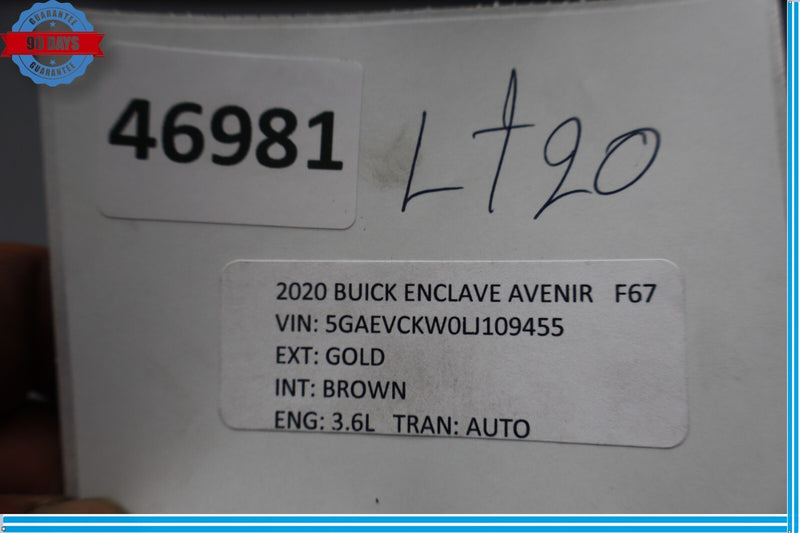 GUARANTEE
90 DAYS
GUARANTEE
46981
Lt20
2020 BUICK ENCLAVE AVENIR F67
VIN: 5GAEVCKW0LJ109455
EXT: GOLD
INT: BROWN
ENG: 3.6L TRAN: AUTO